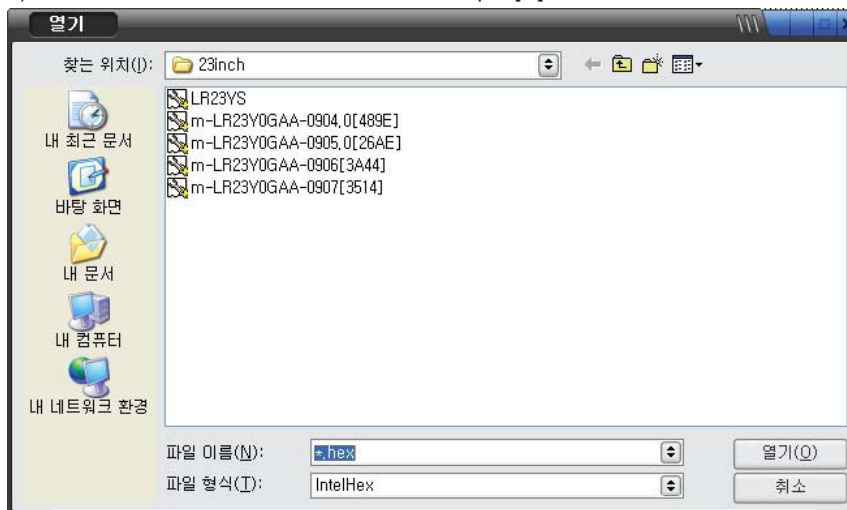 열기
찾는 위치(I): 23inch
LR23YS
m-LR23Y0GAA-0904,0[489E]
m-LR23Y0GAA-0905,0[26AE]
m-LR23Y0GAA-0906[3A44]
m-LR23Y0GAA-0907[3514]
내 최근 문서
바탕 화면
내 문서
내 컴퓨터
내 네트워크 환경
파일 이름(N): *,hex 열기(O)
파일 형식(T): IntelHex 취소